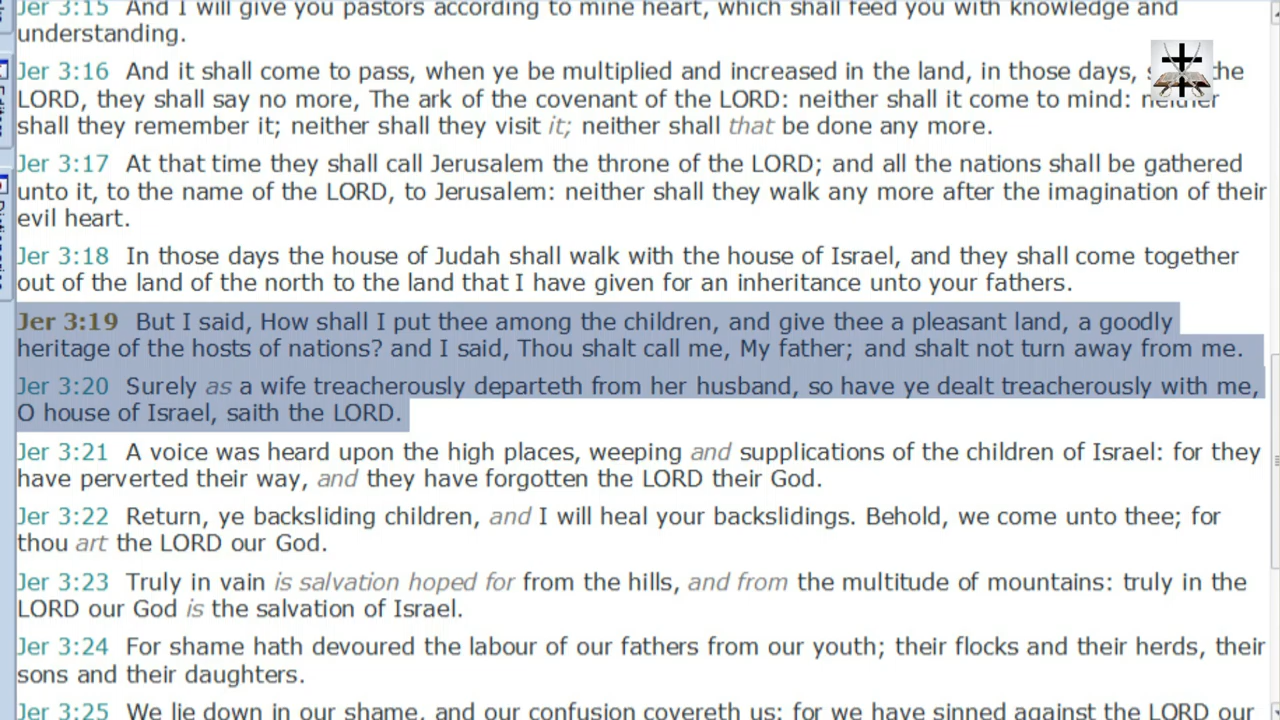 Jer 3:15 And I will give you pastors according to mine heart, which shall feed you with knowledge and
understanding.
Jer 3:16 And it shall come to pass, when ye be multiplied and increased in the land, in those days, the
LORD, they shall say no more, The ark of the covenant of the LORD: neither shall it come to mind: neither
shall they remember it; neither shall they visit it; neither shall that be done any more.
Jer 3:17 At that time they shall call Jerusalem the throne of the LORD; and all the nations shall be gathered
unto it, to the name of the LORD, to Jerusalem: neither shall they walk any more after the imagination of their
evil heart.
Jer 3:18 In those days the house of Judah shall walk with the house of Israel, and they shall come together
out of the land of the north to the land that I have given for an inheritance unto your fathers.
Jer 3:19 But I said, How shall I put thee among the children, and give thee a pleasant land, a goodly
heritage of the hosts of nations? and I said, Thou shalt call me, My father; and shalt not turn away from me.
Jer 3:20 Surely as a wife treacherously departeth from her husband, so have ye dealt treacherously with me,
O house of Israel, saith the LORD.
Jer 3:21 A voice was heard upon the high places, weeping and supplications of the children of Israel: for they
have perverted their way, and they have forgotten the LORD their God.
Jer 3:22 Return, ye backsliding children, and I will heal your backslidings. Behold, we come unto thee; for
thou art the LORD our God.
Jer 3:23 Truly in vain is salvation hoped for from the hills, and from the multitude of mountains: truly in the
LORD our God is the salvation of Israel.
Jer 3:24 For shame hath devoured the labour of our fathers from our youth; their flocks and their herds, their
sons and their daughters.
Jer 3:25 We lie down in our shame, and our confusion covereth us: for we have sinned against the LORD our